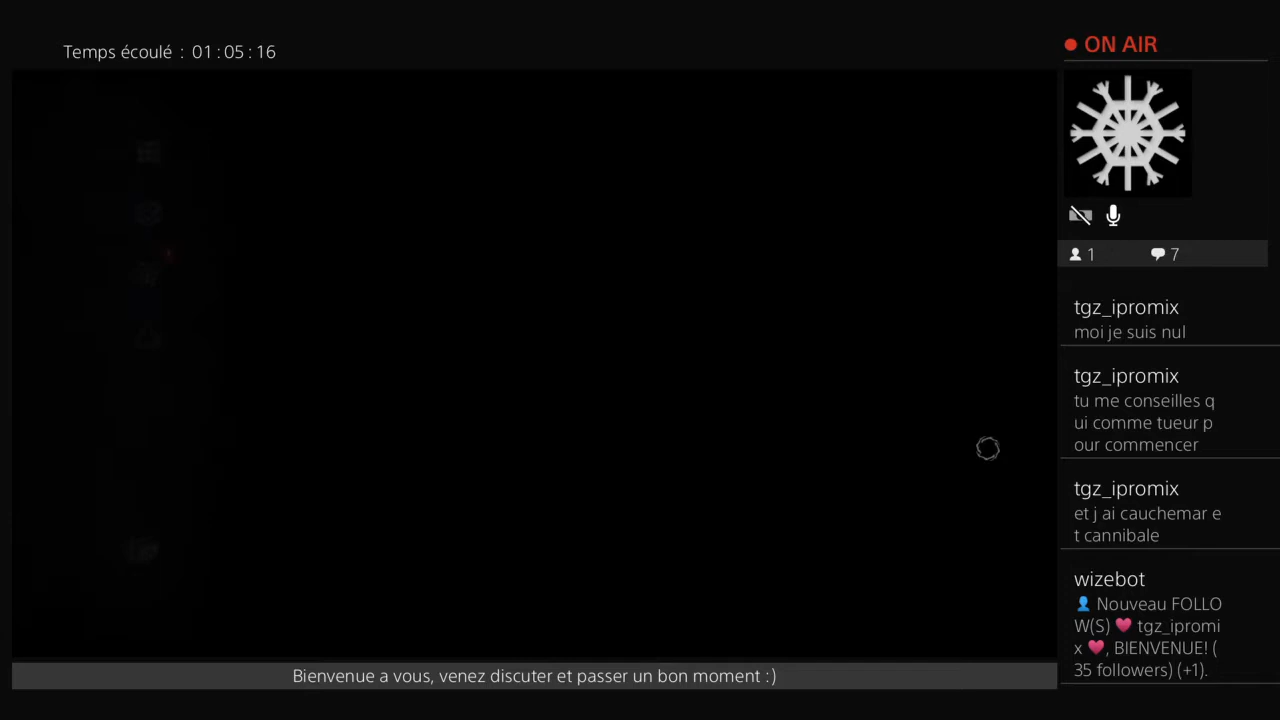 Temps écoulé : 01 : 05 : 16
ON AIR
1 7
tgz_ipromix
moi je suis nul
tgz_ipromix
tu me conseilles q
ui comme tueur p
our commencer
tgz_ipromix
et j ai cauchemar e
t cannibale
wizebot
👤 Nouveau FOLLO
W(S) ❤ tgz_ipromi
x ❤, BIENVENUE! (
35 followers) (+1).
Bienvenue a vous, venez discuter et passer un bon moment :)